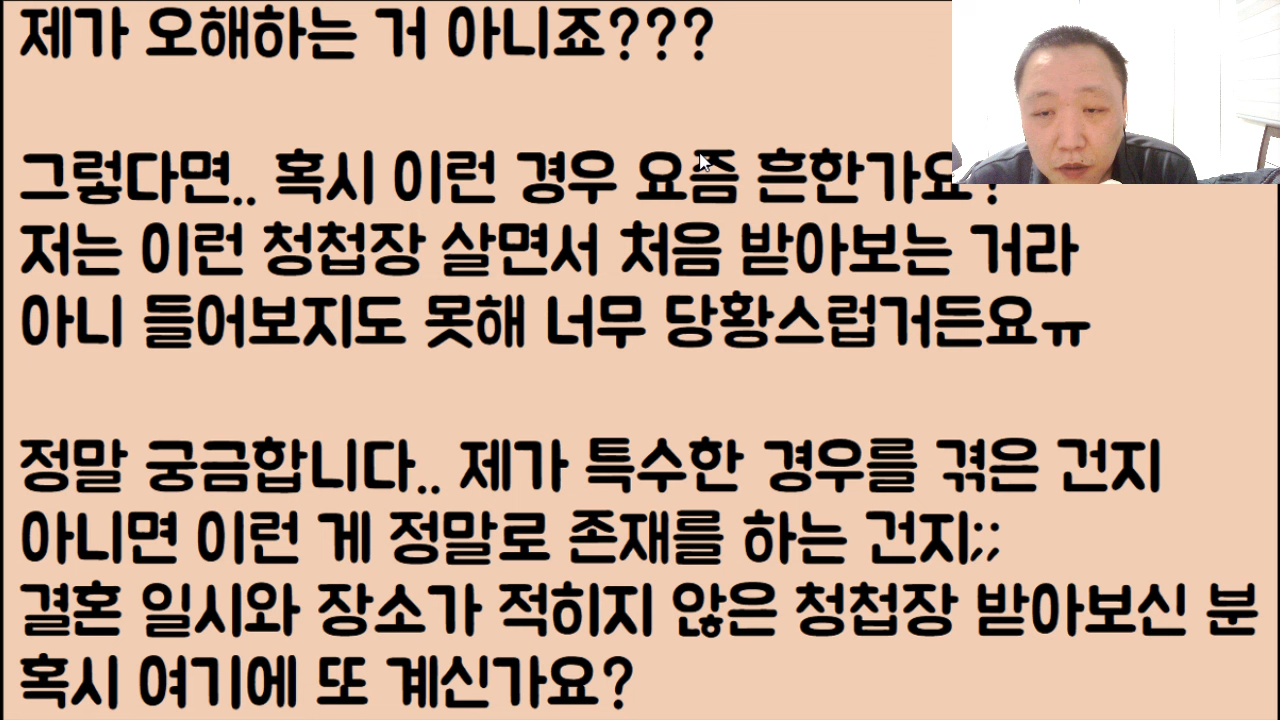 제가 오해하는 거 아니죠???
그렇다면.. 혹시 이런 경우 요즘 흔한가요?
저는 이런 청첩장 살면서 처음 받아보는 거라
아니 들어보지도 못해 너무 당황스럽거든요ㅠ
정말 궁금합니다.. 제가 특수한 경우를 겪은 건지
아니면 이런 게 정말로 존재를 하는 건지;;
결혼 일시와 장소가 적히지 않은 청첩장 받아보신 분
혹시 여기에 또 계신가요?